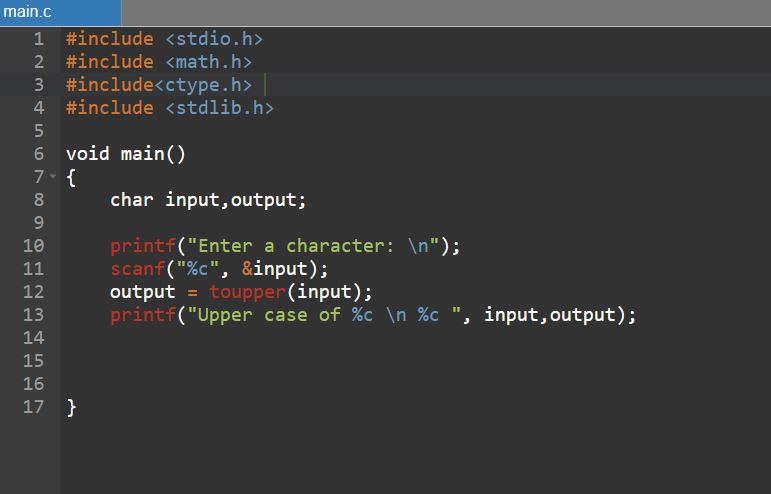 main.c
1 #include <stdio.h>
2 #include <math.h>
3 #include<ctype.h>
4 #include <stdlib.h>
5
6 void main()
7 {
8     char input,output;
9
10     printf("Enter a character: \n");
11     scanf("%c", &input);
12     output = toupper(input);
13     printf("Upper case of %c \n %c ", input,output);
14
15
16
17 }